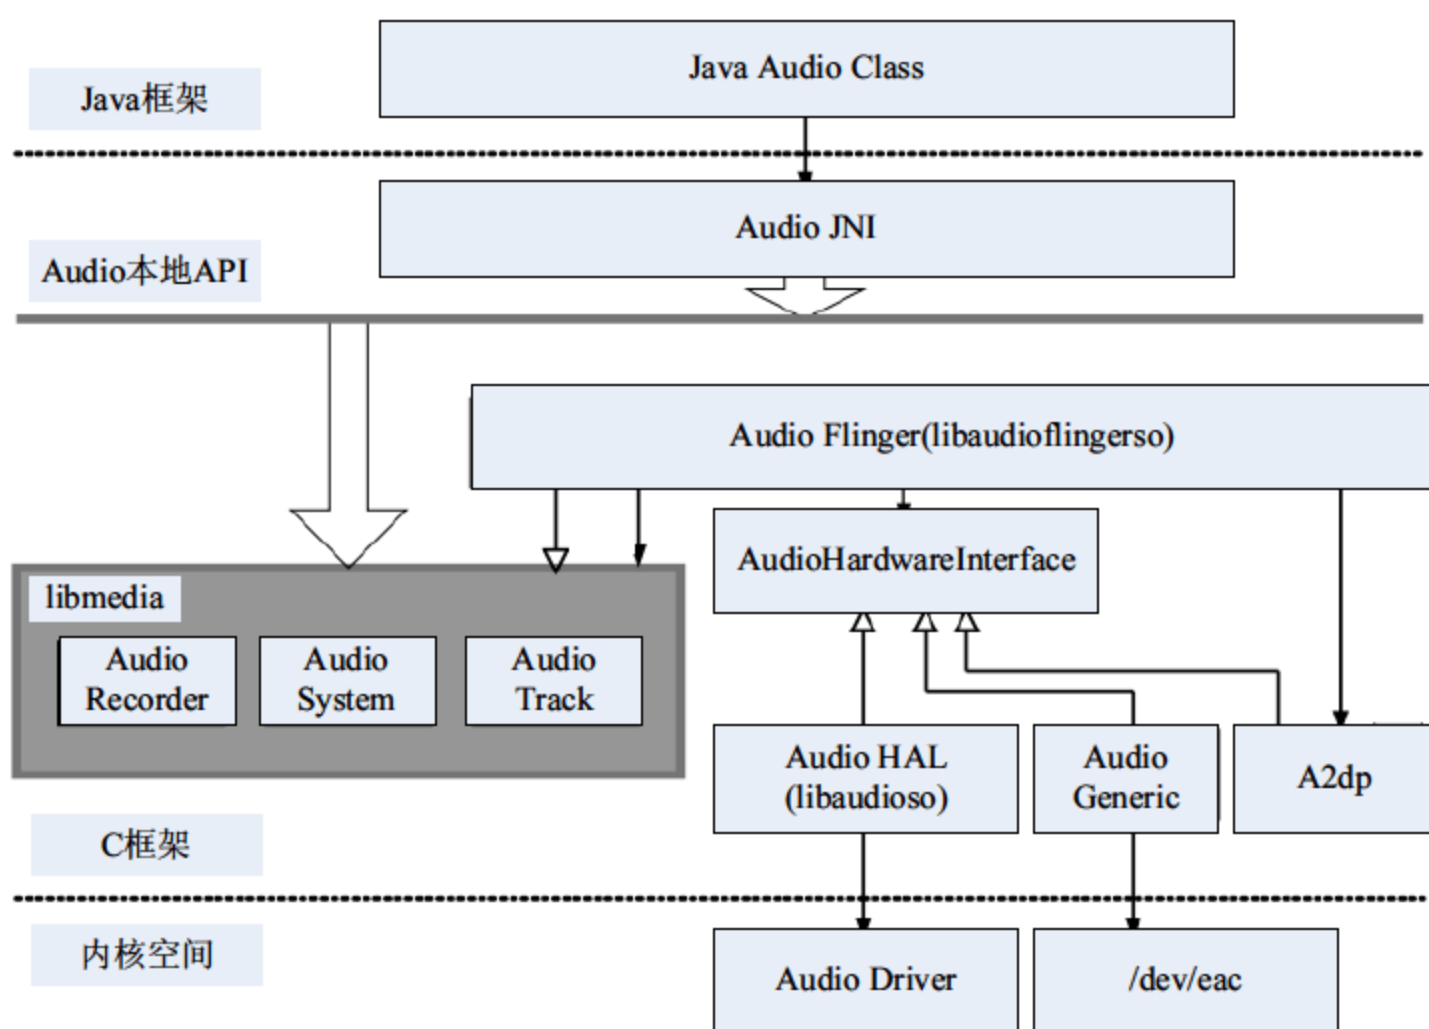 Java Audio Class
Java框架
Audio JNI
Audio本地API
Audio Flinger(libaudioflingerso)
AudioHardwareInterface
libmedia
Audio
Recorder
Audio
System
Audio
Track
Audio HAL
(libaudioso)
Audio
Generic
A2dp
C框架
内核空间
Audio Driver
/dev/eac